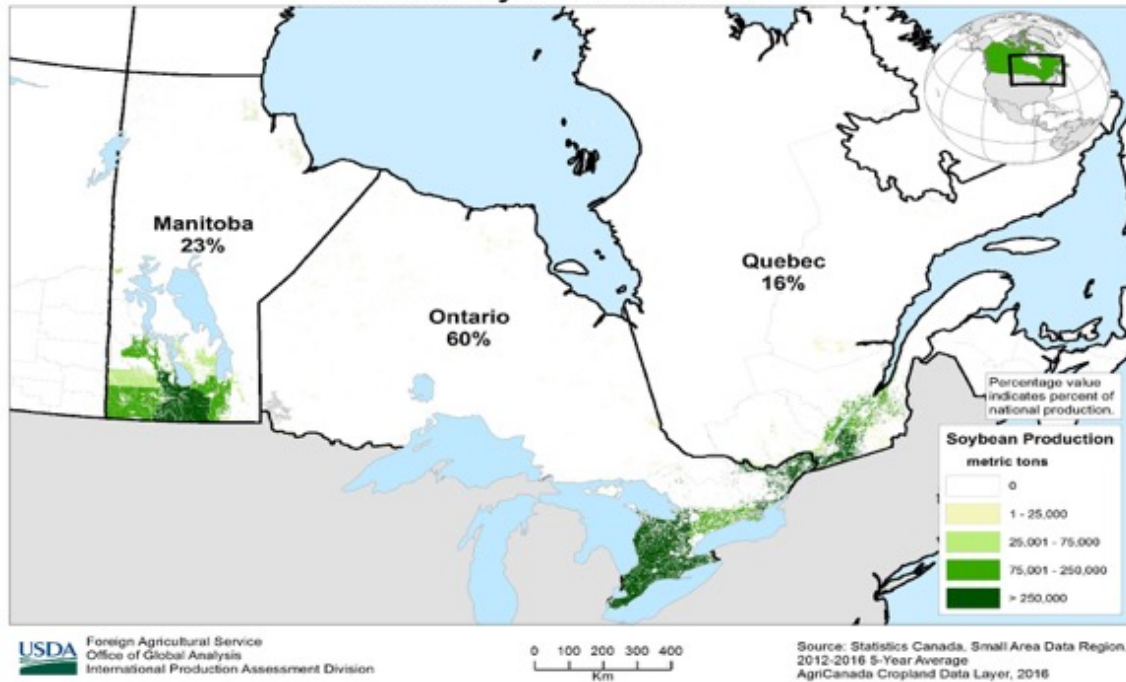 Manitoba
23%
Ontario
60%
Quebec
16%
Percentage value
indicates percent of
national production.
Soybean Production
metric tons
0
1 - 25,000
25,001 - 75,000
75,001 - 250,000
> 250,000
USDA
Foreign Agricultural Service
Office of Global Analysis
International Production Assessment Division
0 100 200 300 400
Km
Source: Statistics Canada, Small Area Data Region,
2012-2016 5-Year Average
AgriCanada Cropland Data Layer, 2016